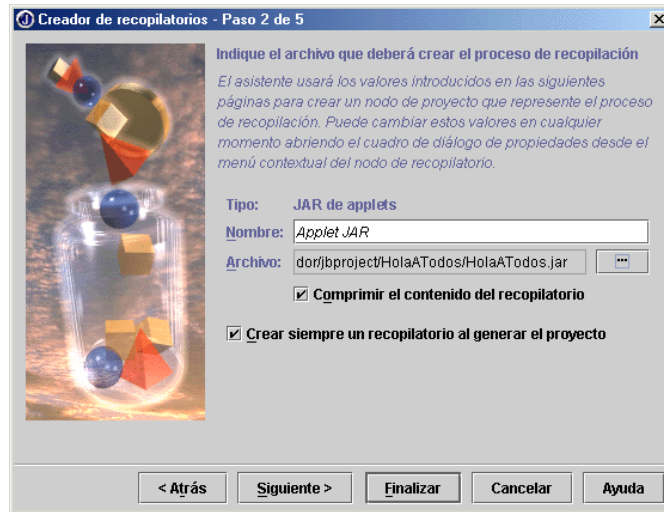 Creador de recopilatorios - Paso 2 de 5
Indique el archivo que deberá crear el proceso de recopilación
El asistente usará los valores introducidos en las siguientes
páginas para crear un nodo de proyecto que represente el proceso
de recopilación. Puede cambiar estos valores en cualquier
momento abriendo el cuadro de diálogo de propiedades desde el
menú contextual del nodo de recopilatorio.
Tipo: JAR de applets
Nombre: Applet JAR
Archivo: dor/jbproject/HolaATodos/HolaATodos.jar ...
Comprimir el contenido del recopilatorio
Crear siempre un recopilatorio al generar el proyecto
< Atrás Siguiente > Finalizar Cancelar Ayuda